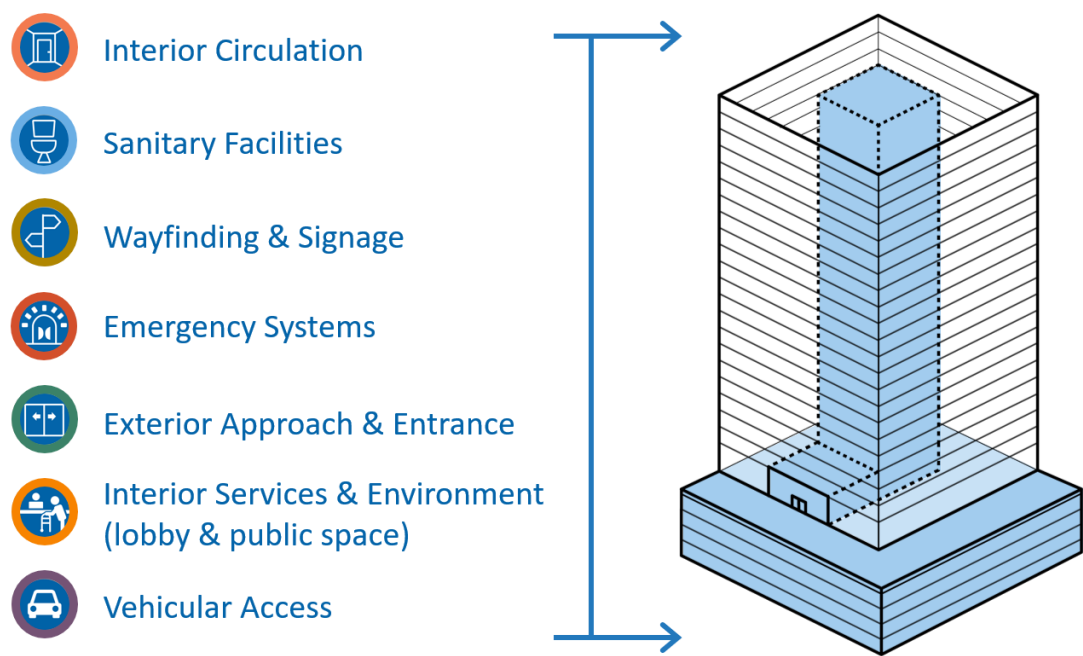 Interior Circulation
Sanitary Facilities
Wayfinding & Signage
Emergency Systems
Exterior Approach & Entrance
Interior Services & Environment
(lobby & public space)
Vehicular Access